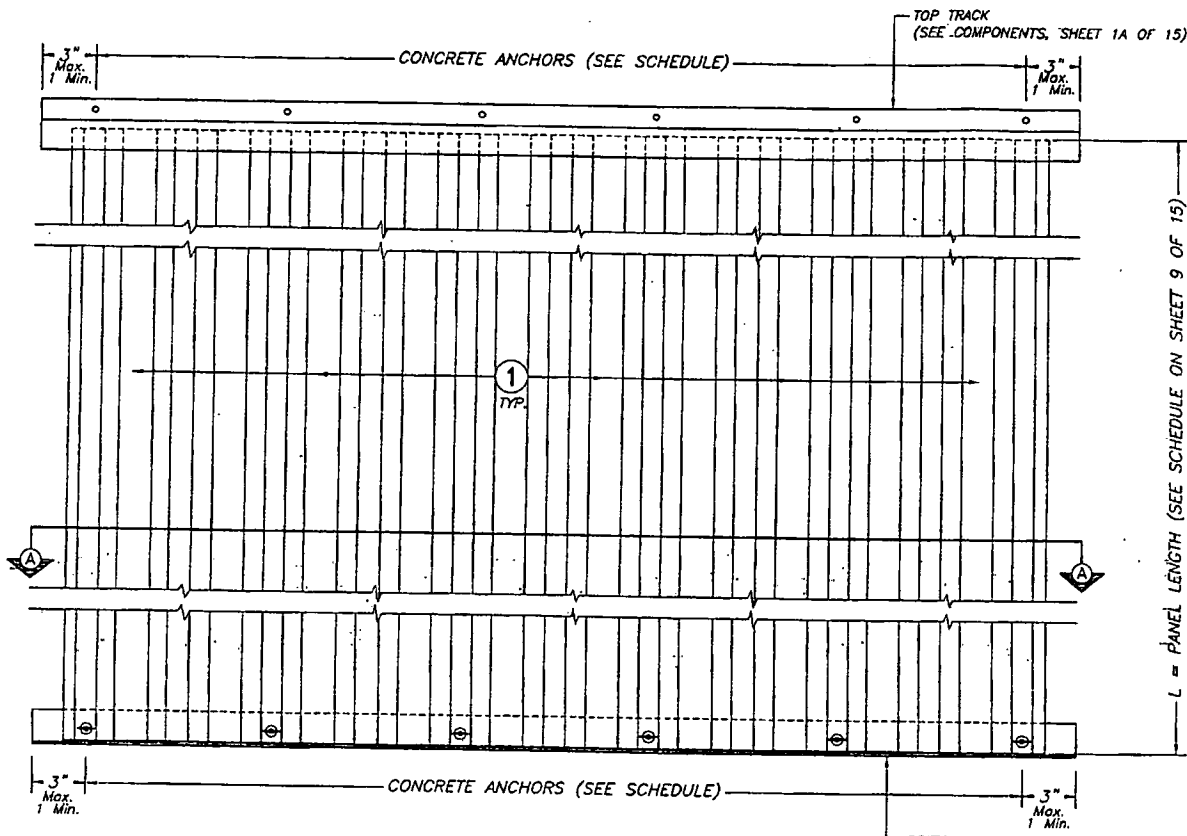 TOP TRACK
(SEE COMPONENTS, SHEET 1A OF 15)
3"
Max.
1 Min.
CONCRETE ANCHORS (SEE SCHEDULE)
3"
Max.
1 Min.
1
TYP.
L = PANEL LENGTH (SEE SCHEDULE ON SHEET 9 OF 15)
A
A
3"
Max.
1 Min.
CONCRETE ANCHORS (SEE SCHEDULE)
3"
Max.
1 Min.